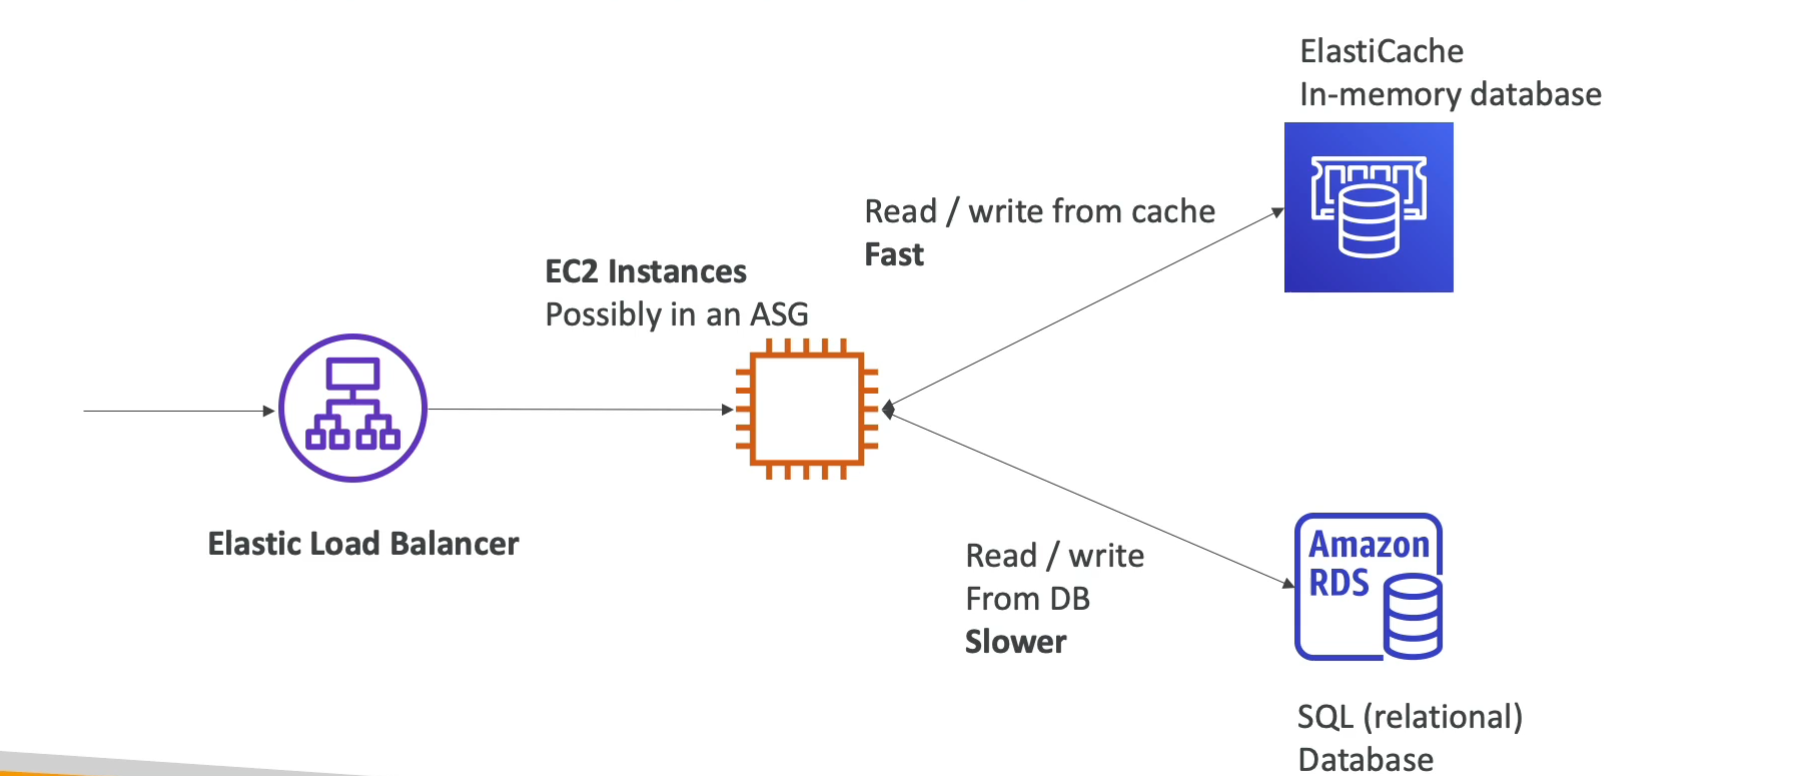 ElastiCache
In-memory database
Read / write from cache
Fast
EC2 Instances
Possibly in an ASG
Elastic Load Balancer
Read / write
From DB
Slower
Amazon
RDS
SQL (relational)
Database